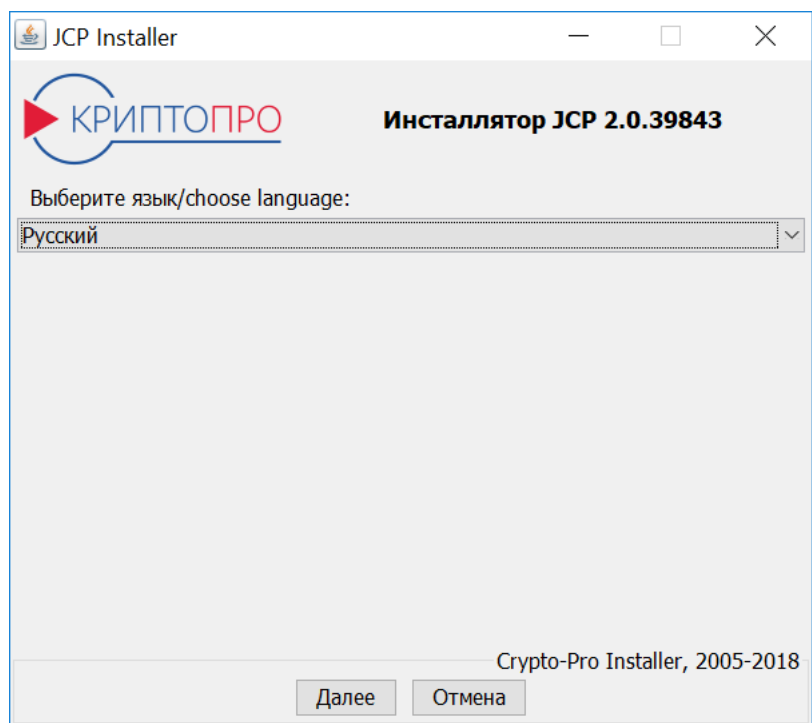 JCP Installer
КРИПТОПРО
Инсталлятор JCP 2.0.39843
Выберите язык/choose language:
Русский
Crypto-Pro Installer, 2005-2018
Далее
Отмена